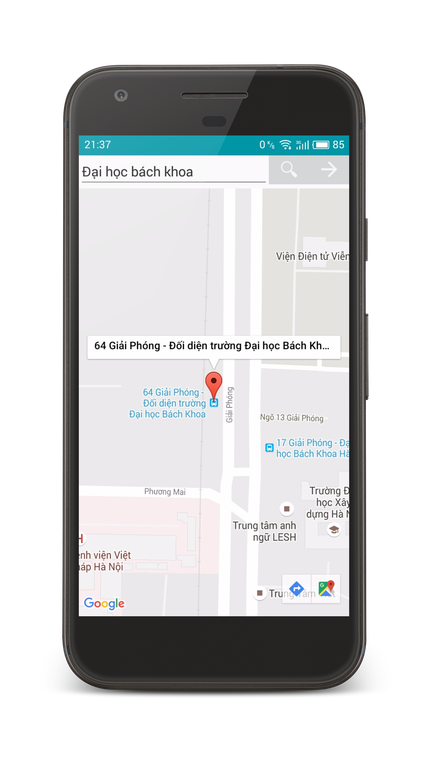 21:37
0 %
85
Đại học bách khoa
Viện Điện tử Viễn
64 Giải Phóng - Đối diện trường Đại học Bách Kh...
64 Giải Phóng -
Đối diện trường
Đại học Bách Khoa
Giải Phóng
Ngõ 13 Giải Phóng
17 Giải Phóng - Đạ
học Bách Khoa Hà
Phương Mai
Trường Đ
học Xây
dựng Hà N
Trung tâm anh
ngữ LESH
H
ệnh viện Việt
háp Hà Nội
Google
Trung